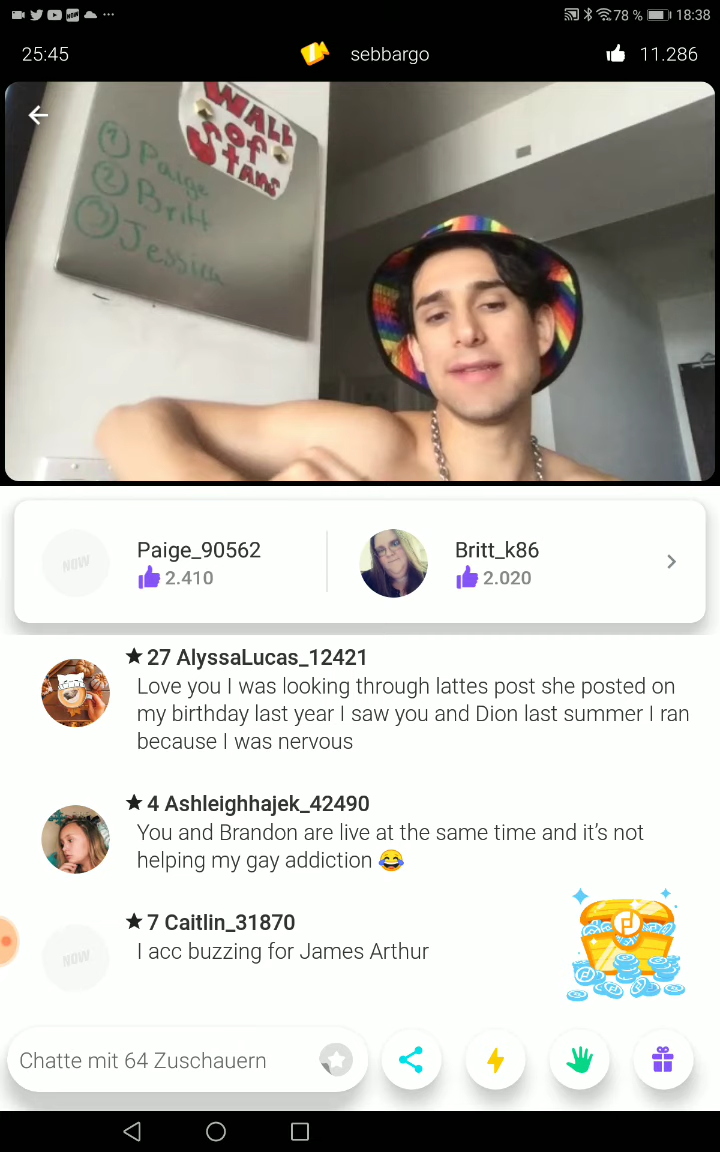 NOW
78 %
18:38
25:45
sebbargo
11.286
WALL
of
Stans
1 Paige
2 Britt
3 Jessica
NOW
Paige_90562
2.410
Britt_k86
2.020
27 AlyssaLucas_12421
Love you I was looking through lattes post she posted on
my birthday last year I saw you and Dion last summer I ran
because I was nervous
4 Ashleighhajek_42490
You and Brandon are live at the same time and it’s not
helping my gay addiction 😂
NOW
7 Caitlin_31870
I acc buzzing for James Arthur
Chatte mit 64 Zuschauern